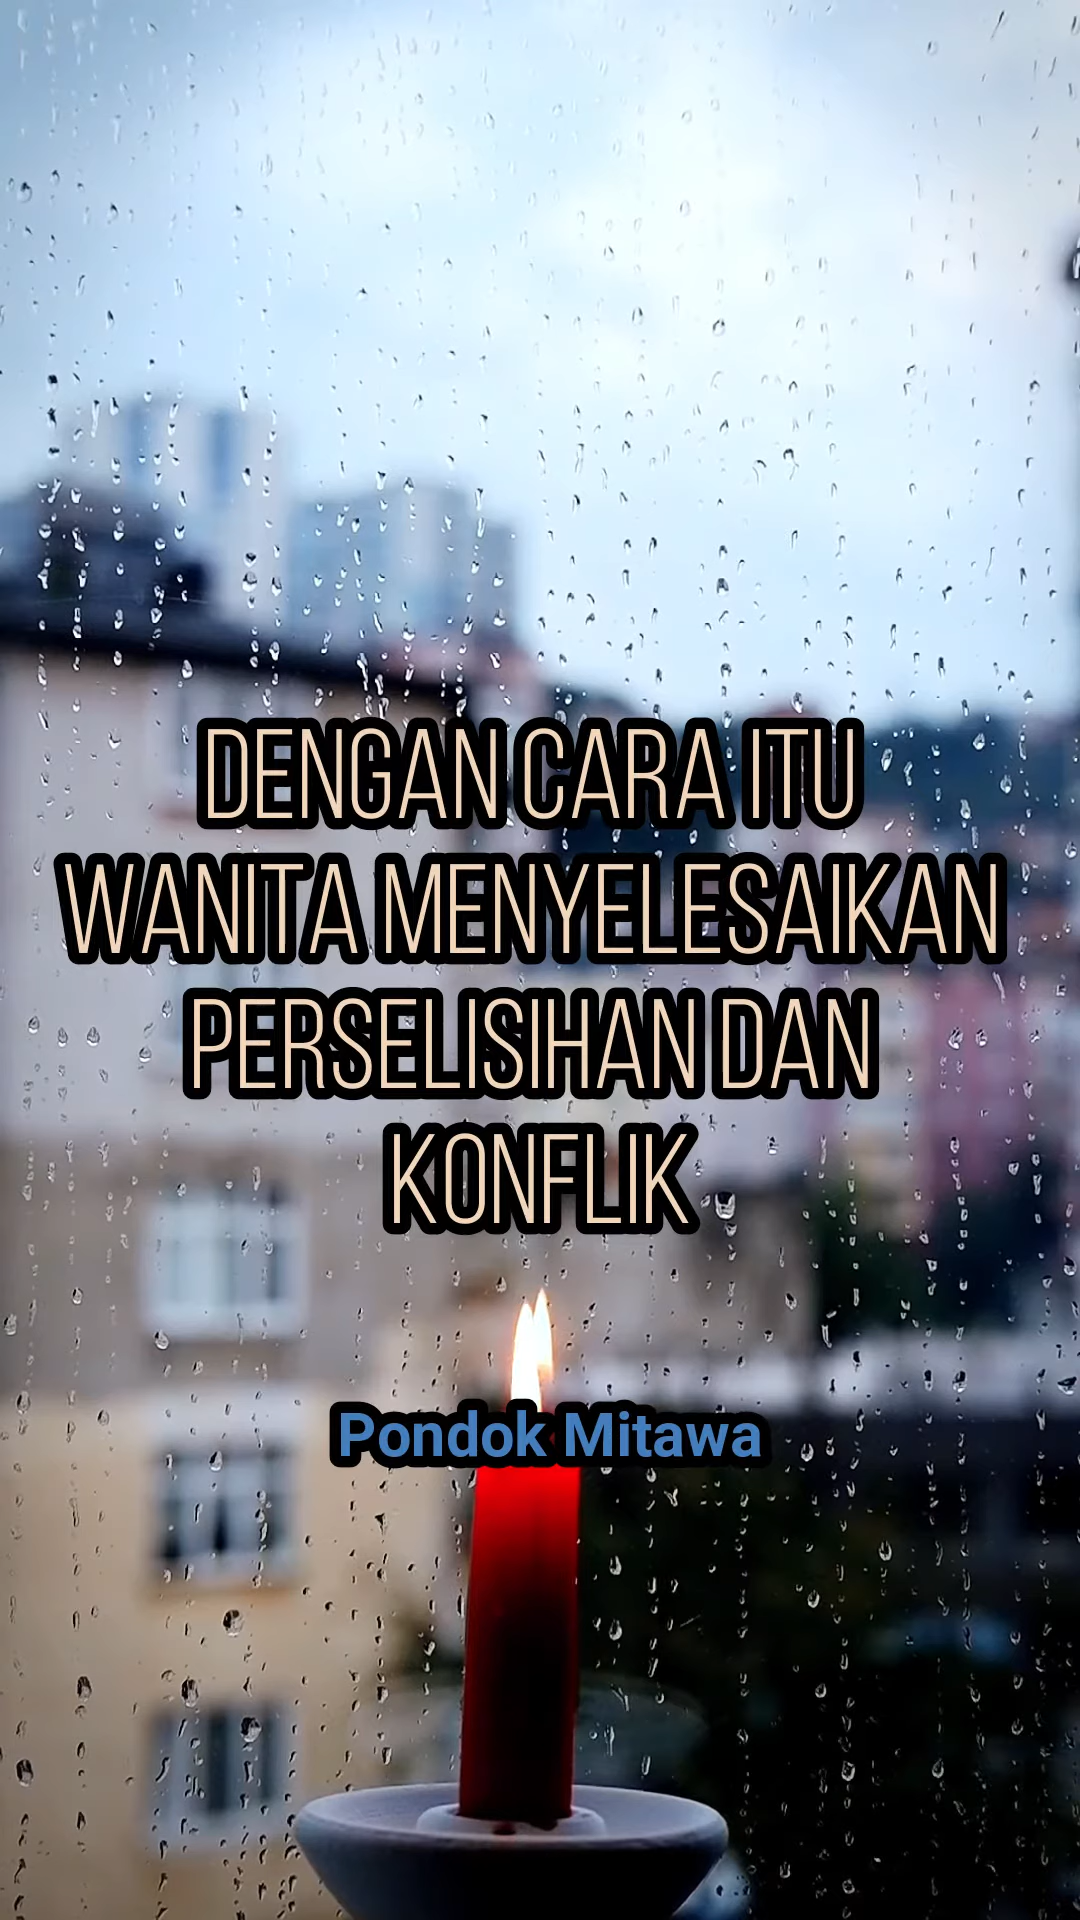 DENGAN CARA ITU
WANITA MENYELESAIKAN
PERSELISIHAN DAN
KONFLIK
Pondok Mitawa